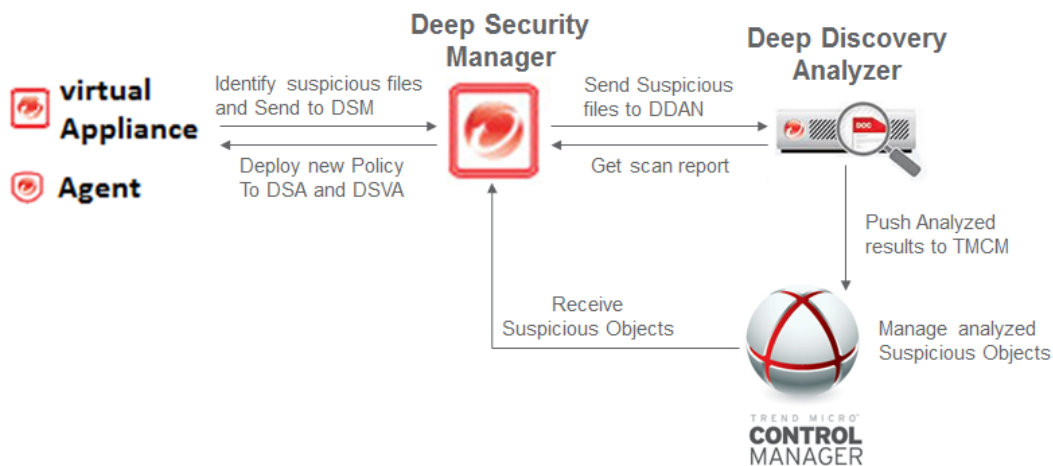 Deep Security
Manager
Deep Discovery
Analyzer
virtual
Appliance
Agent
Identify suspicious files
and Send to DSM
Deploy new Policy
To DSA and DSVA
Send Suspicious
files to DDAN
Get scan report
DOC
Push Analyzed
results to TMCM
Receive
Suspicious Objects
Manage analyzed
Suspicious Objects
TREND MICRO
CONTROL
MANAGER